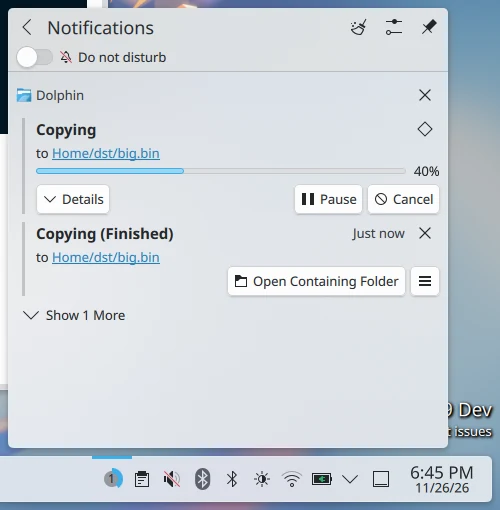 Notifications
Do not disturb
Dolphin
Copying
to Home/dst/big.bin
40%
Details Pause Cancel
Copying (Finished) Just now
to Home/dst/big.bin
Open Containing Folder
Show 1 More
Dev
issues
1
6:45 PM
11/26/26